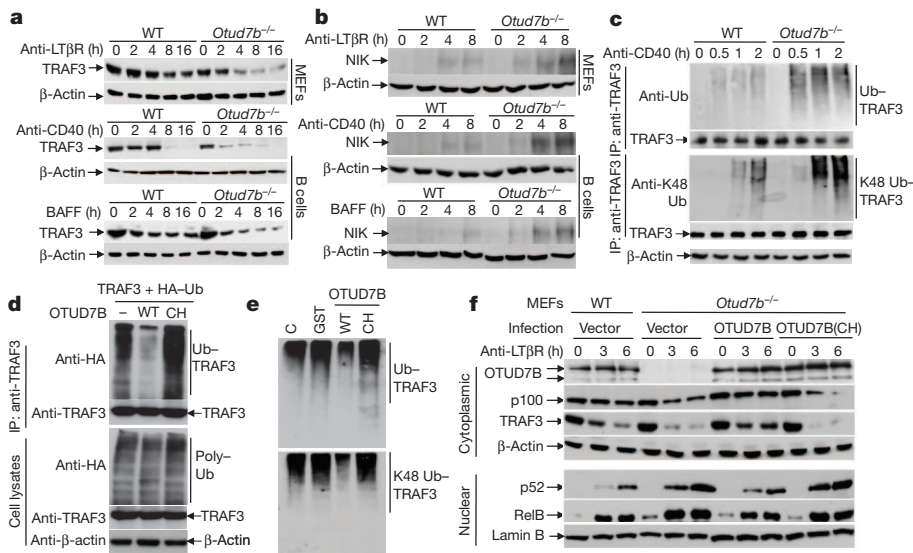 a
WT Otud7b–/–
Anti-LTβR (h) 0 2 4 8 16 0 2 4 8 16
TRAF3
β-Actin
MEFs
Anti-CD40 (h) 0 2 4 8 16 0 2 4 8 16
TRAF3
β-Actin
BAFF (h) 0 2 4 8 16 0 2 4 8 16
TRAF3
β-Actin
B cells
b
WT Otud7b–/–
Anti-LTβR (h) 0 2 4 8 0 2 4 8
NIK
β-Actin
MEFs
Anti-CD40 (h) 0 2 4 8 0 2 4 8
NIK
β-Actin
WT Otud7b–/–
BAFF (h) 0 2 4 8 0 2 4 8
NIK
β-Actin
B cells
c
WT Otud7b–/–
Anti-CD40 (h) 0 0.5 1 2 0 0.5 1 2
IP: anti-TRAF3
Anti-Ub
Ub–
TRAF3
TRAF3
IP: anti-TRAF3
Anti-K48
Ub
K48 Ub–
TRAF3
TRAF3
β-Actin
d
TRAF3 + HA–Ub
OTUD7B – WT CH
IP: anti-TRAF3
Anti-HA
Ub–
TRAF3
Anti-TRAF3 TRAF3
Cell lysates
Anti-HA
Poly–
Ub
Anti-TRAF3 TRAF3
Anti-β-actin β-Actin
e
OTUD7B
C GST WT CH
Ub–
TRAF3
K48 Ub–
TRAF3
f
MEFs WT Otud7b–/–
Infection Vector Vector OTUD7B OTUD7B(CH)
Anti-LTβR (h) 0 3 6 0 3 6 0 3 6 0 3 6
Cytoplasmic
OTUD7B
p100
TRAF3
β-Actin
Nuclear
p52
RelB
Lamin B